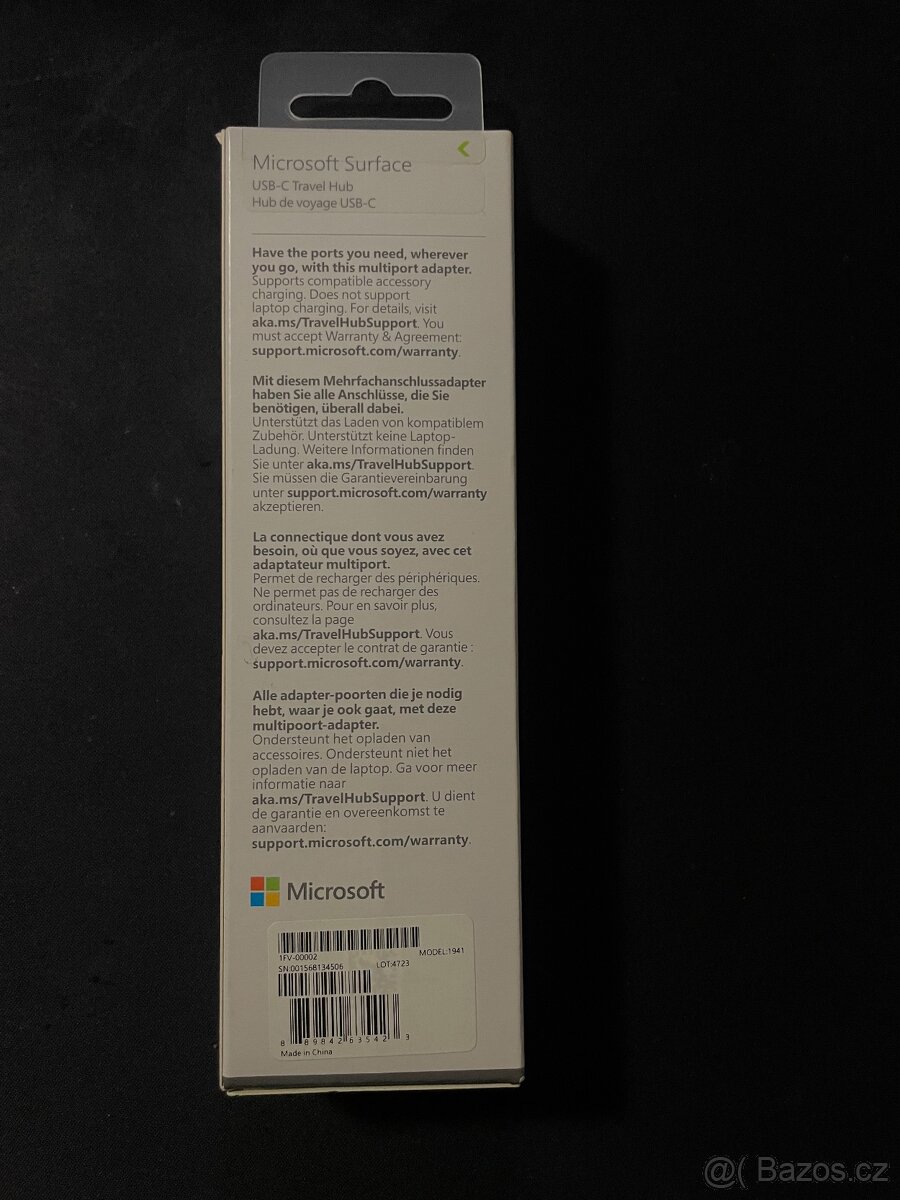 Microsoft Surface
USB-C Travel Hub
Hub de voyage USB-C
Have the ports you need, wherever
you go, with this multiport adapter.
Supports compatible accessory
charging. Does not support
laptop charging. For details, visit
aka.ms/TravelHubSupport. You
must accept Warranty & Agreement:
support.microsoft.com/warranty.
Mit diesem Mehrfachanschlussadapter
haben Sie alle Anschlüsse, die Sie
benötigen, überall dabei.
Unterstützt das Laden von kompatiblem
Zubehör. Unterstützt keine Laptop-
Ladung. Weitere Informationen finden
Sie unter aka.ms/TravelHubSupport.
Sie müssen die Garantievereinbarung
unter support.microsoft.com/warranty
akzeptieren.
La connectique dont vous avez
besoin, où que vous soyez, avec cet
adaptateur multiport.
Permet de recharger des périphériques.
Ne permet pas de recharger des
ordinateurs. Pour en savoir plus,
consultez la page
aka.ms/TravelHubSupport. Vous
devez accepter le contrat de garantie :
support.microsoft.com/warranty.
Alle adapter-poorten die je nodig
hebt, waar je ook gaat, met deze
multipoort-adapter.
Ondersteunt het opladen van
accessoires. Ondersteunt niet het
opladen van de laptop. Ga voor meer
informatie naar
aka.ms/TravelHubSupport. U dient
de garantie en overeenkomst te
aanvaarden:
support.microsoft.com/warranty.
Microsoft
1FV-00002 MODEL:1941
SN:001568134506 LOT:4723
8 89842 63542 3
Made in China
@( Bazos.cz